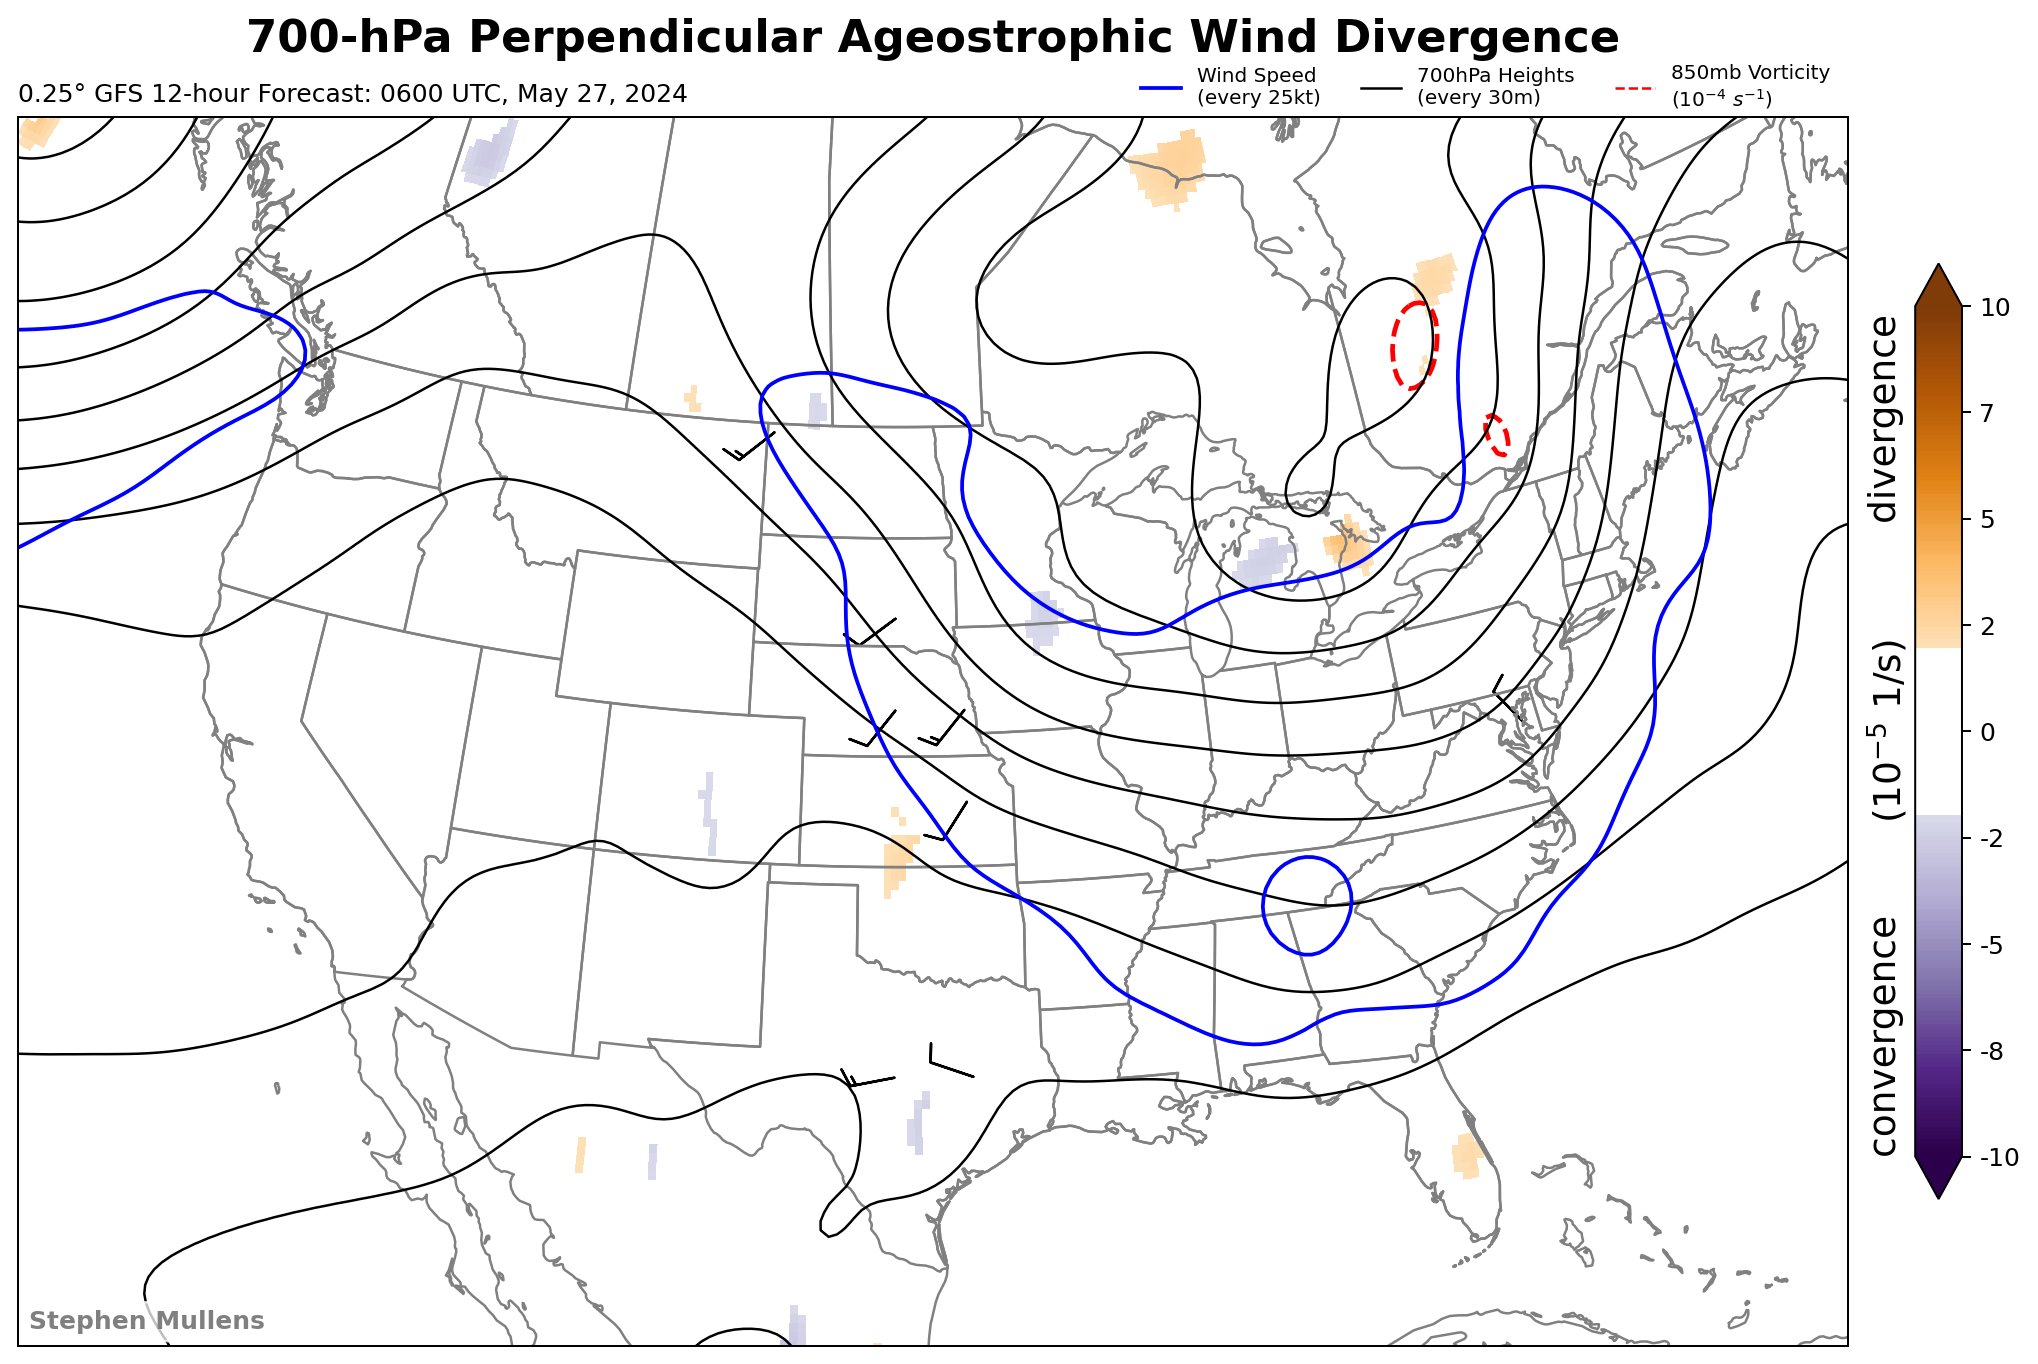 700-hPa Perpendicular Ageostrophic Wind Divergence
0.25° GFS 12-hour Forecast: 0600 UTC, May 27, 2024
Wind Speed
(every 25kt)
700hPa Heights
(every 30m)
850mb Vorticity
(10⁻⁴ s⁻¹)
10
7
5
2
0
-2
-5
-8
-10
convergence (10⁻⁵ 1/s) divergence
Stephen Mullens